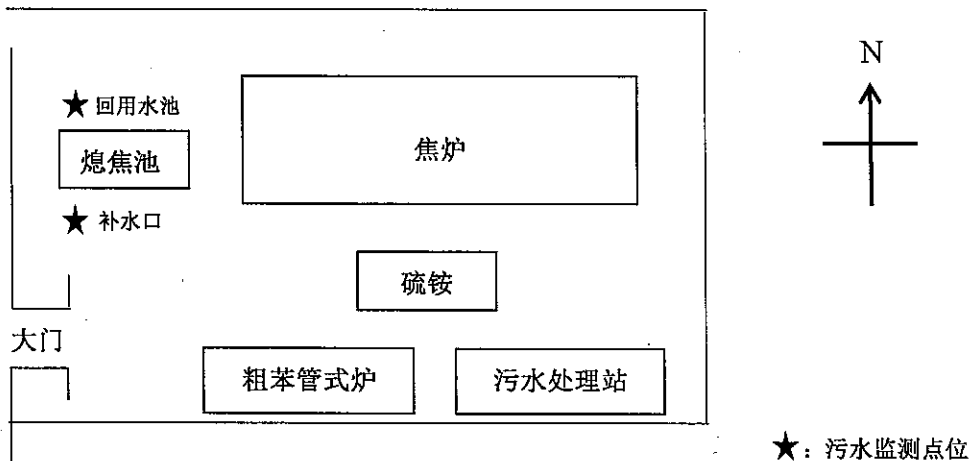 N
★ 回用水池
熄焦池
焦炉
★ 补水口
硫铵
大门
粗苯管式炉
污水处理站
★：污水监测点位